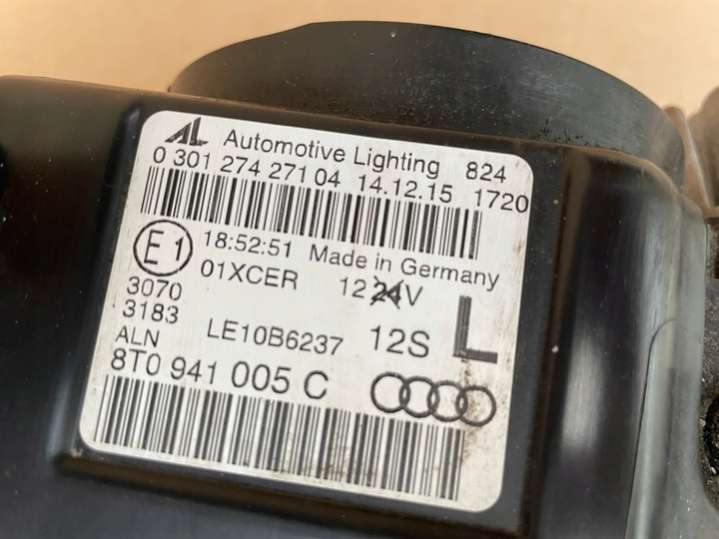 AL Automotive Lighting 824
0 301 274 271 04 14.12.15 1720
E1 18:52:51 Made in Germany
01XCER 12 24V
3070
3183
ALN LE10B6237 12S L
8T0 941 005 C